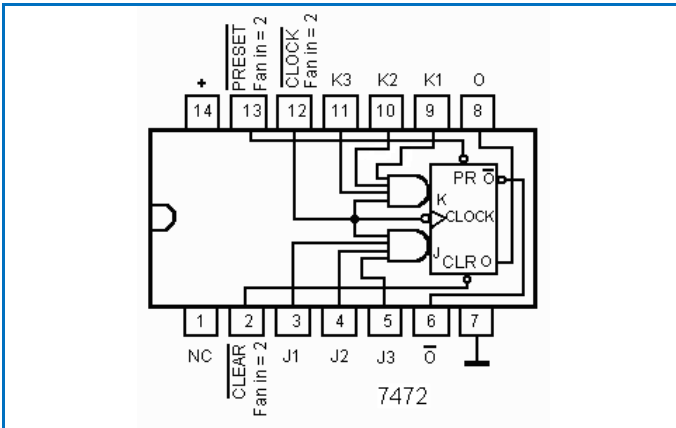 PRESET
Fan in = 2
CLOCK
Fan in = 2
+ K3 K2 K1 O
14 13 12 11 10 9 8
PR O̅
K
CLOCK
J
CLR O
1 2 3 4 5 6 7
NC CLEAR J1 J2 J3 O̅
Fan in = 2
7472